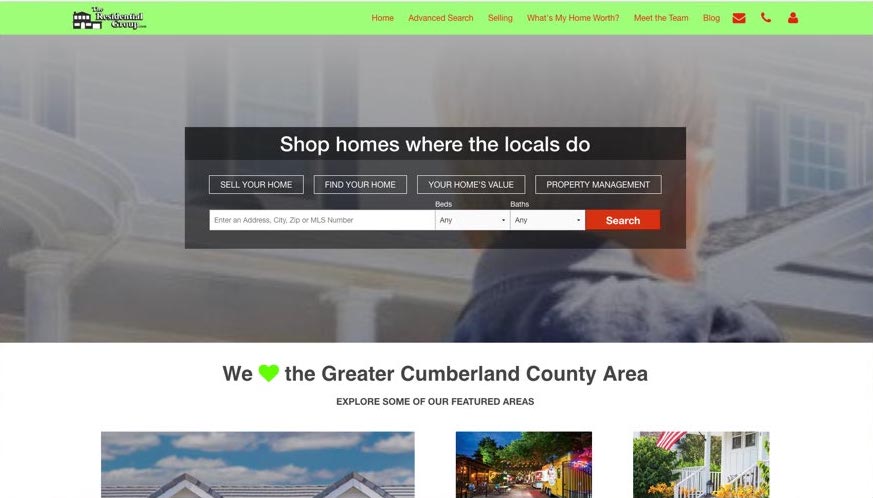 The
Residential
Group.com
Home Advanced Search Selling What's My Home Worth? Meet the Team Blog
Shop homes where the locals do
SELL YOUR HOME FIND YOUR HOME YOUR HOME'S VALUE PROPERTY MANAGEMENT
Beds Baths
Enter an Address, City, Zip or MLS Number Any Any Search
We the Greater Cumberland County Area
EXPLORE SOME OF OUR FEATURED AREAS